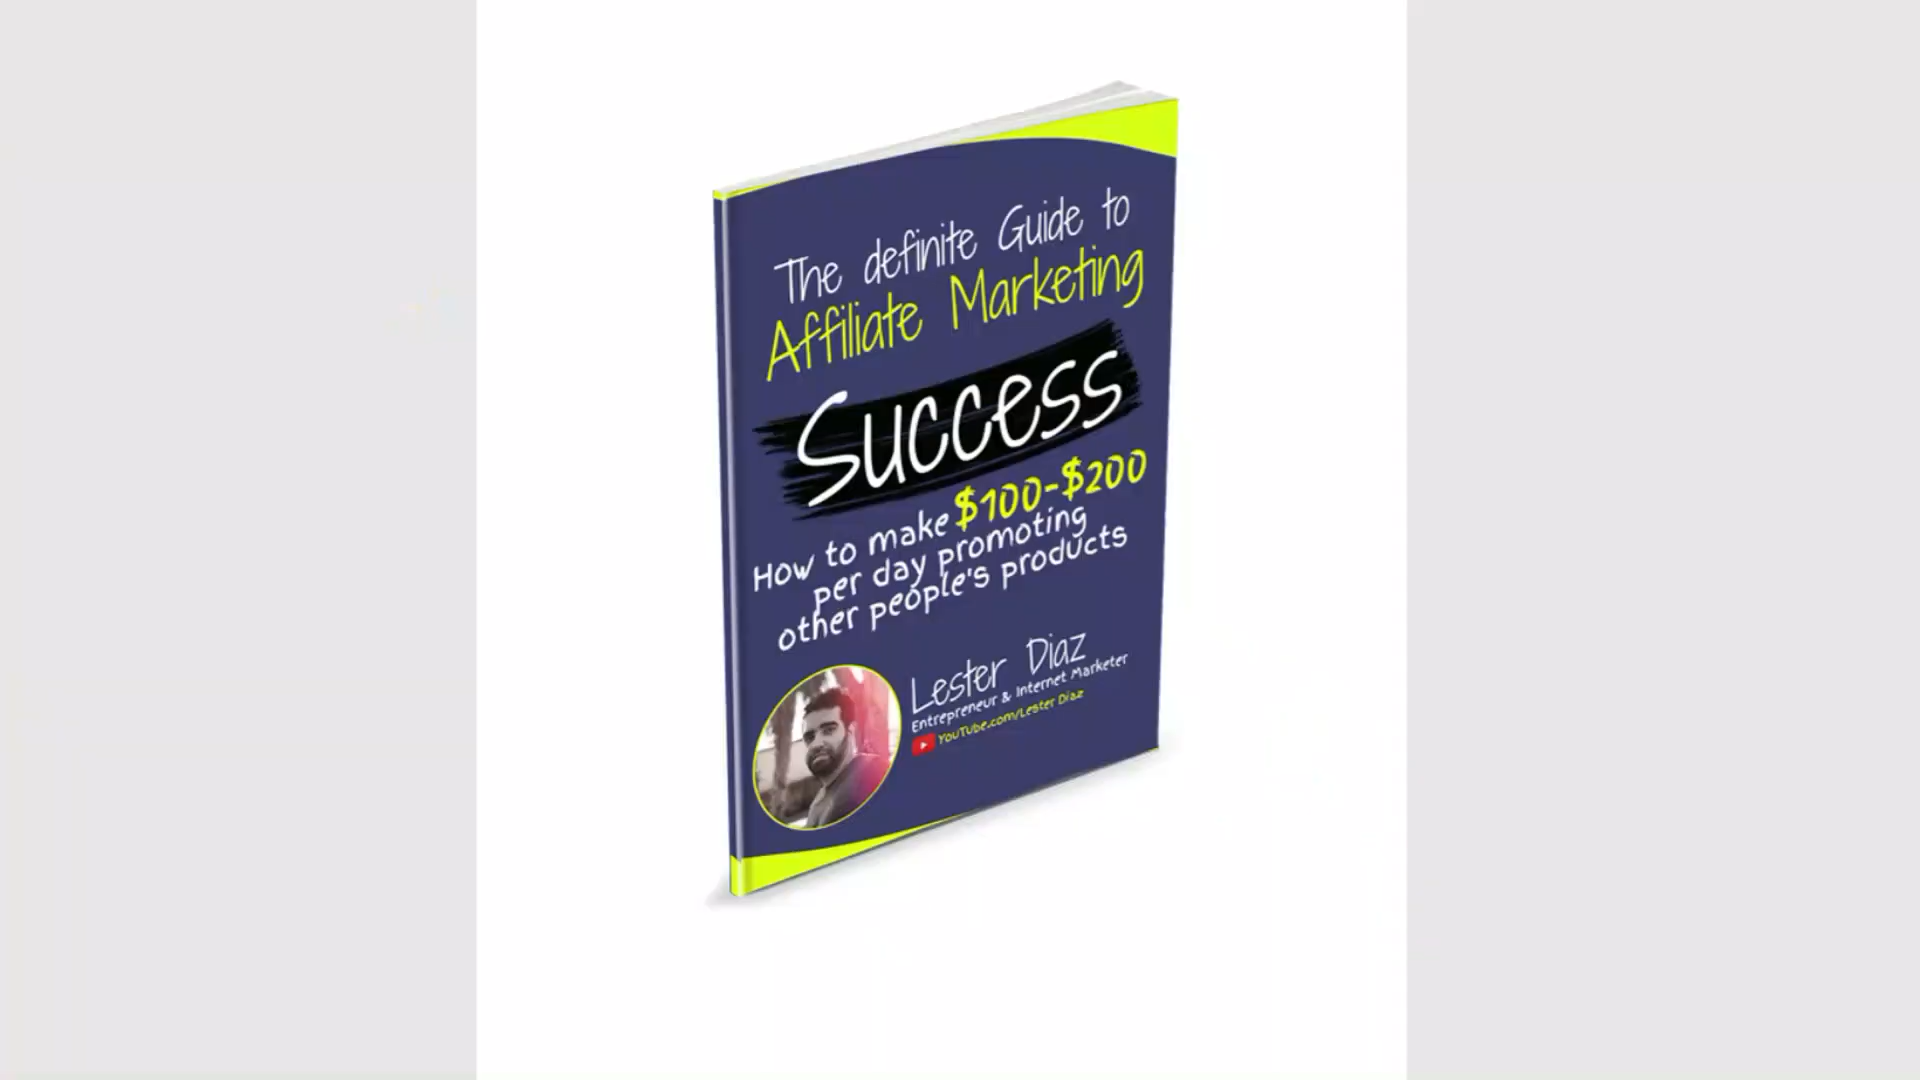 The definite Guide to
Affiliate Marketing
Success
How to make $100-$200
per day promoting
other people's products
Lester Diaz
Entrepreneur & Internet Marketer
YouTube.com/Lester Diaz